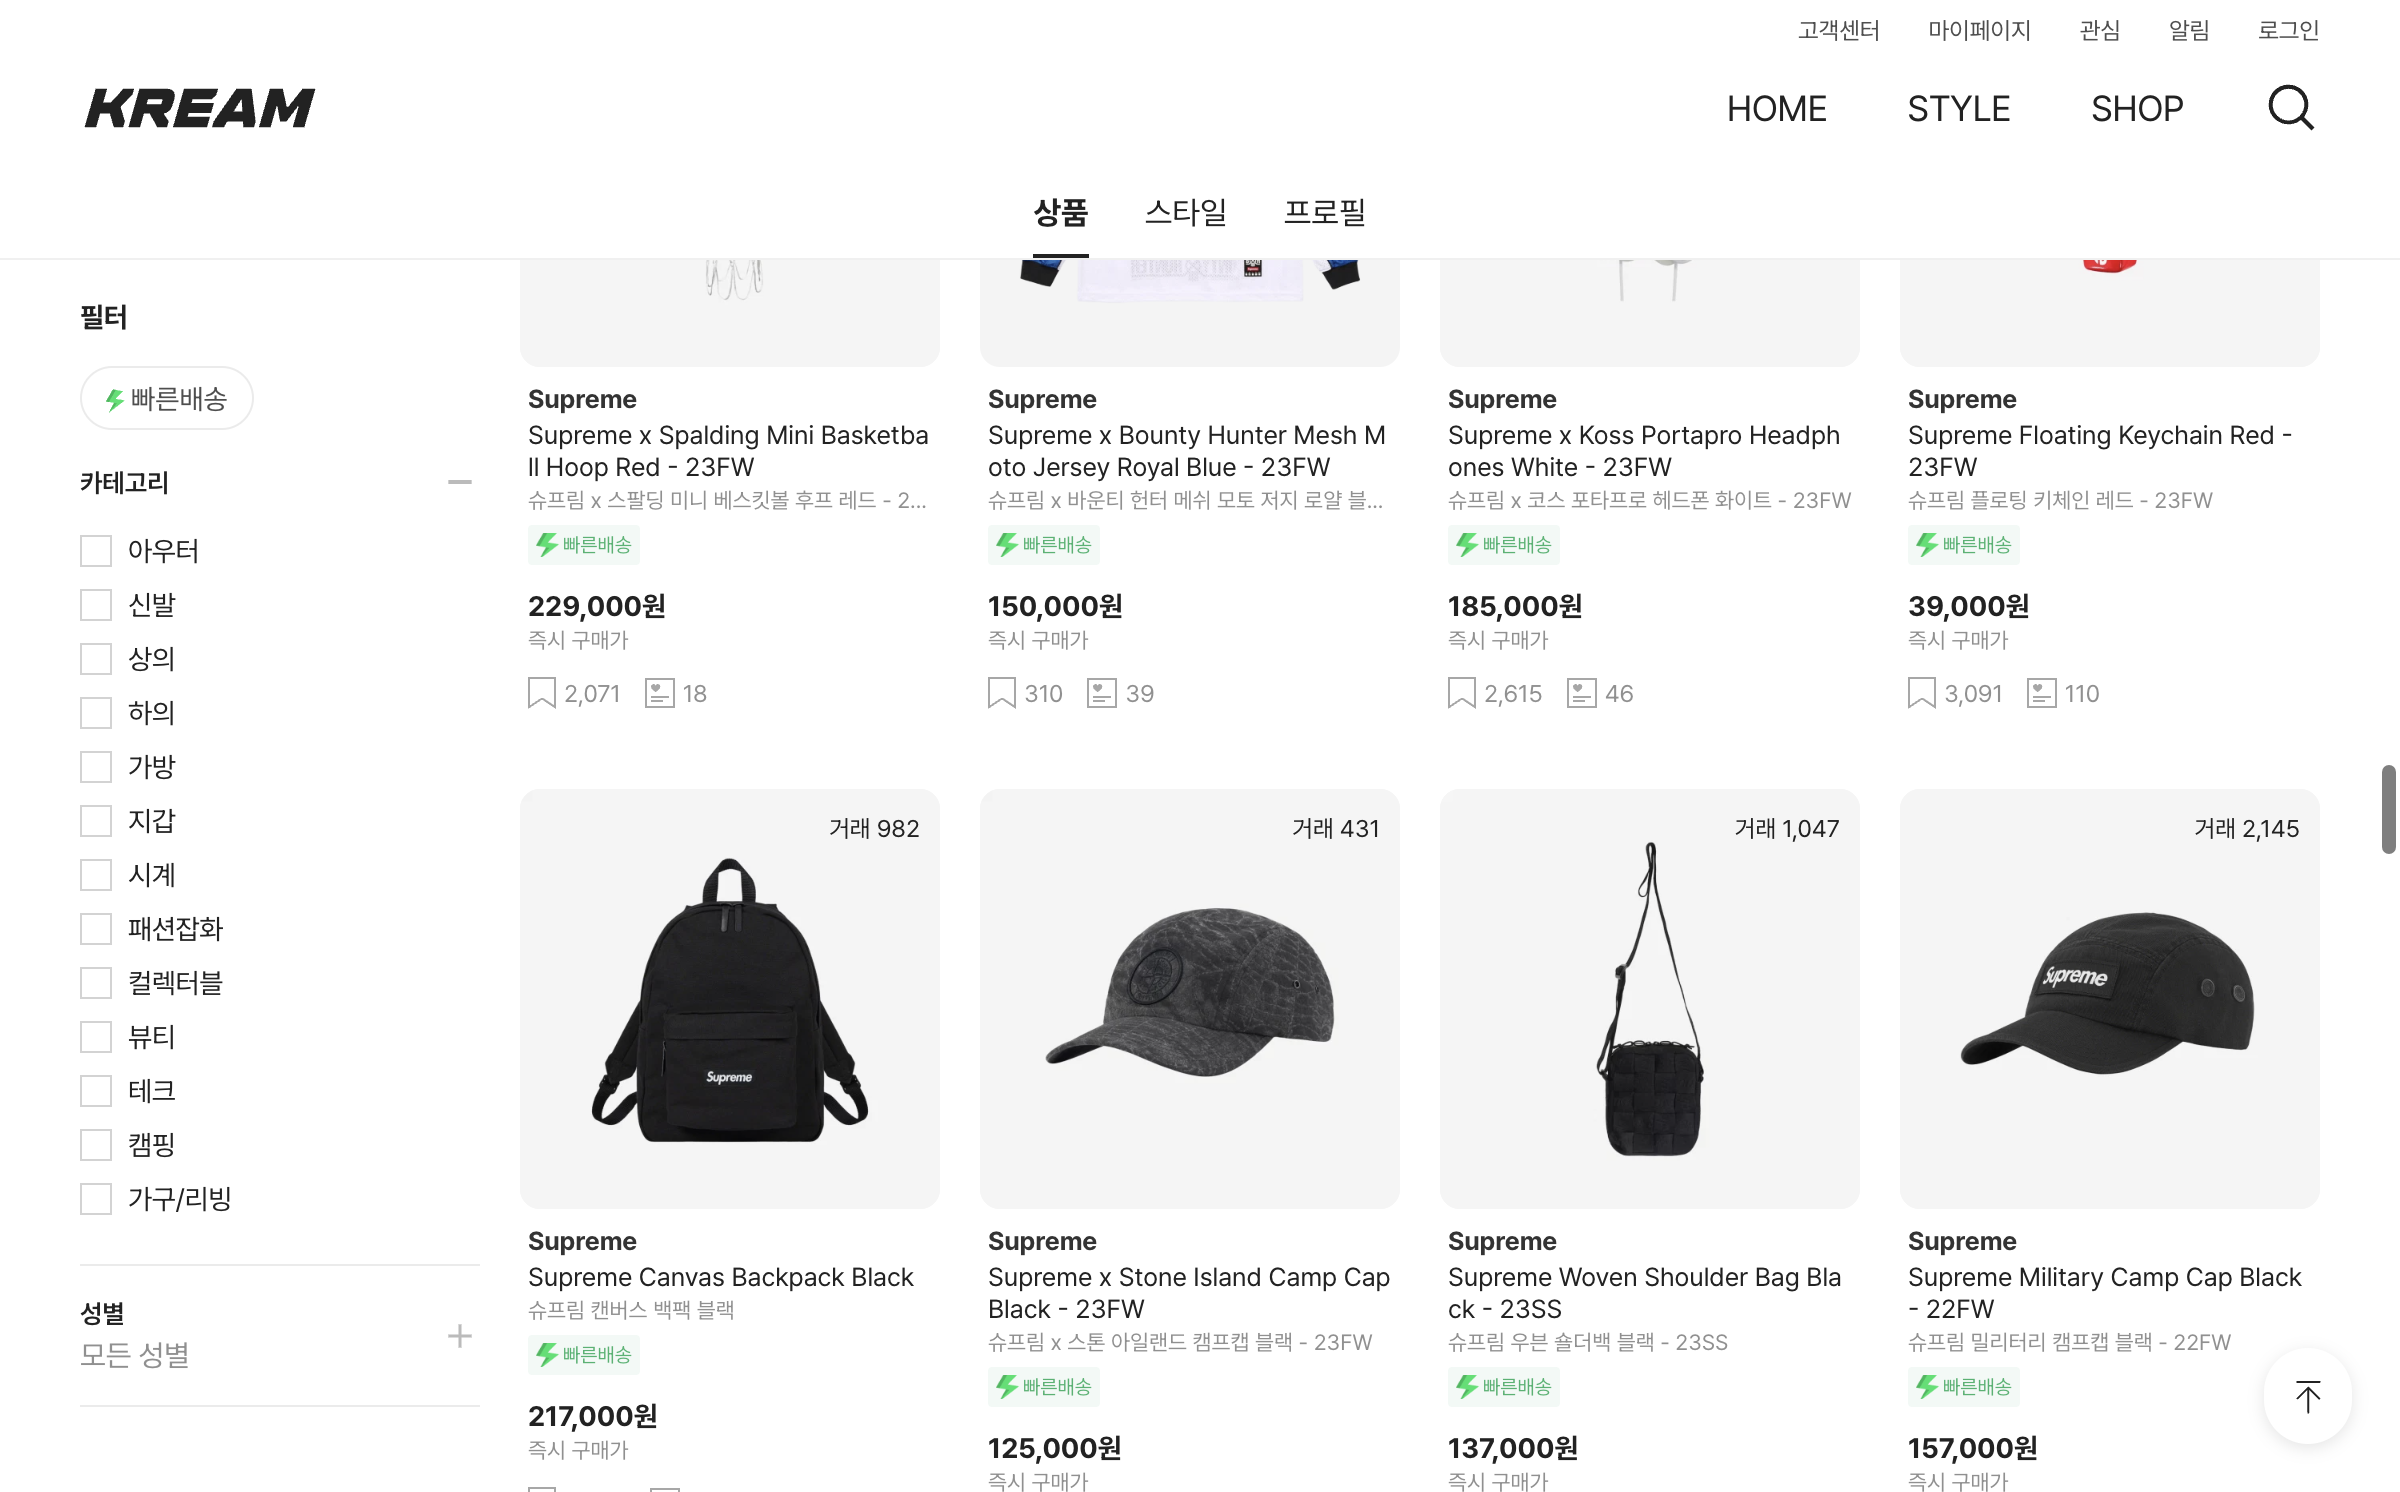 고객센터 마이페이지 관심 알림 로그인
KREAM
HOME STYLE SHOP
상품 스타일 프로필
필터
빠른배송
카테고리
아우터
신발
상의
하의
가방
지갑
시계
패션잡화
컬렉터블
뷰티
테크
캠핑
가구/리빙
성별
모든 성별
Supreme
Supreme x Spalding Mini Basketba
ll Hoop Red - 23FW
슈프림 x 스팔딩 미니 베스킷볼 후프 레드 - 2...
빠른배송
229,000원
즉시 구매가
2,071 18
Supreme
Supreme x Bounty Hunter Mesh M
oto Jersey Royal Blue - 23FW
슈프림 x 바운티 헌터 메쉬 모토 저지 로얄 블...
빠른배송
150,000원
즉시 구매가
310 39
Supreme
Supreme x Koss Portapro Headph
ones White - 23FW
슈프림 x 코스 포타프로 헤드폰 화이트 - 23FW
빠른배송
185,000원
즉시 구매가
2,615 46
Supreme
Supreme Floating Keychain Red -
23FW
슈프림 플로팅 키체인 레드 - 23FW
빠른배송
39,000원
즉시 구매가
3,091 110
거래 982
Supreme
Supreme
Supreme Canvas Backpack Black
슈프림 캔버스 백팩 블랙
빠른배송
217,000원
즉시 구매가
거래 431
Supreme
Supreme x Stone Island Camp Cap
Black - 23FW
슈프림 x 스톤 아일랜드 캠프캡 블랙 - 23FW
빠른배송
125,000원
즉시 구매가
거래 1,047
Supreme
Supreme Woven Shoulder Bag Bla
ck - 23SS
슈프림 우븐 숄더백 블랙 - 23SS
빠른배송
137,000원
즉시 구매가
거래 2,145
Supreme
Supreme
Supreme Military Camp Cap Black
- 22FW
슈프림 밀리터리 캠프캡 블랙 - 22FW
빠른배송
157,000원
즉시 구매가